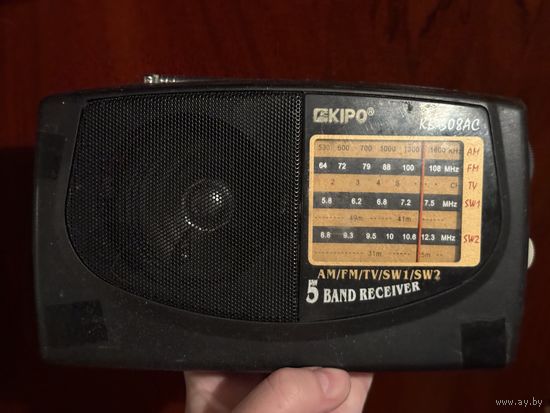 KIPO®
KB-308AC
530 600 700 1000 1300 1600 KHz AM
64 72 79 88 100 108 MHz FM
2 3 4 5 CH TV
5.8 6.2 6.8 7.2 7.5 MHz SW1
49m 41m
8.8 9.3 9.5 10 10.6 12.3 MHz SW2
31m 25m
AM/FM/TV/SW1/SW2
5 BAND RECEIVER
www.ay.by